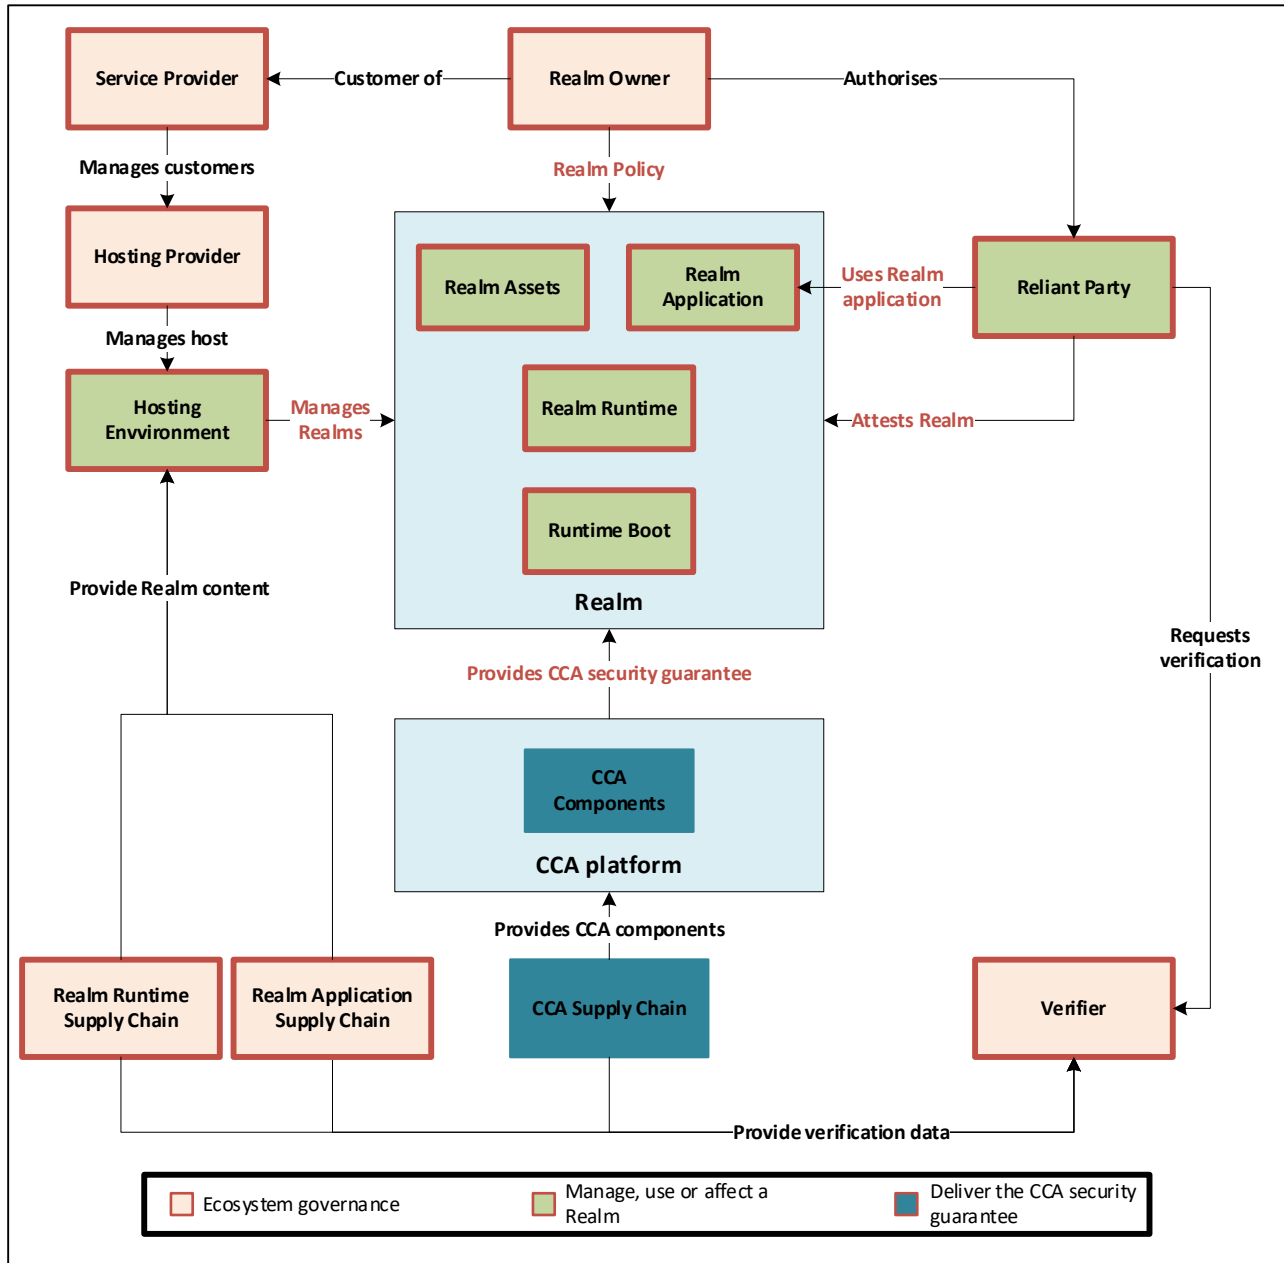 Service Provider
Customer of
Realm Owner
Authorises
Manages customers
Realm Policy
Hosting Provider
Realm Assets
Realm
Application
Uses Realm
application
Reliant Party
Manages host
Hosting
Envvironment
Manages
Realms
Realm Runtime
Attests Realm
Runtime Boot
Provide Realm content
Realm
Requests
verification
Provides CCA security guarantee
CCA
Components
CCA platform
Provides CCA components
Realm Runtime
Supply Chain
Realm Application
Supply Chain
CCA Supply Chain
Verifier
Provide verification data
Ecosystem governance
Manage, use or affect a
Realm
Deliver the CCA security
guarantee